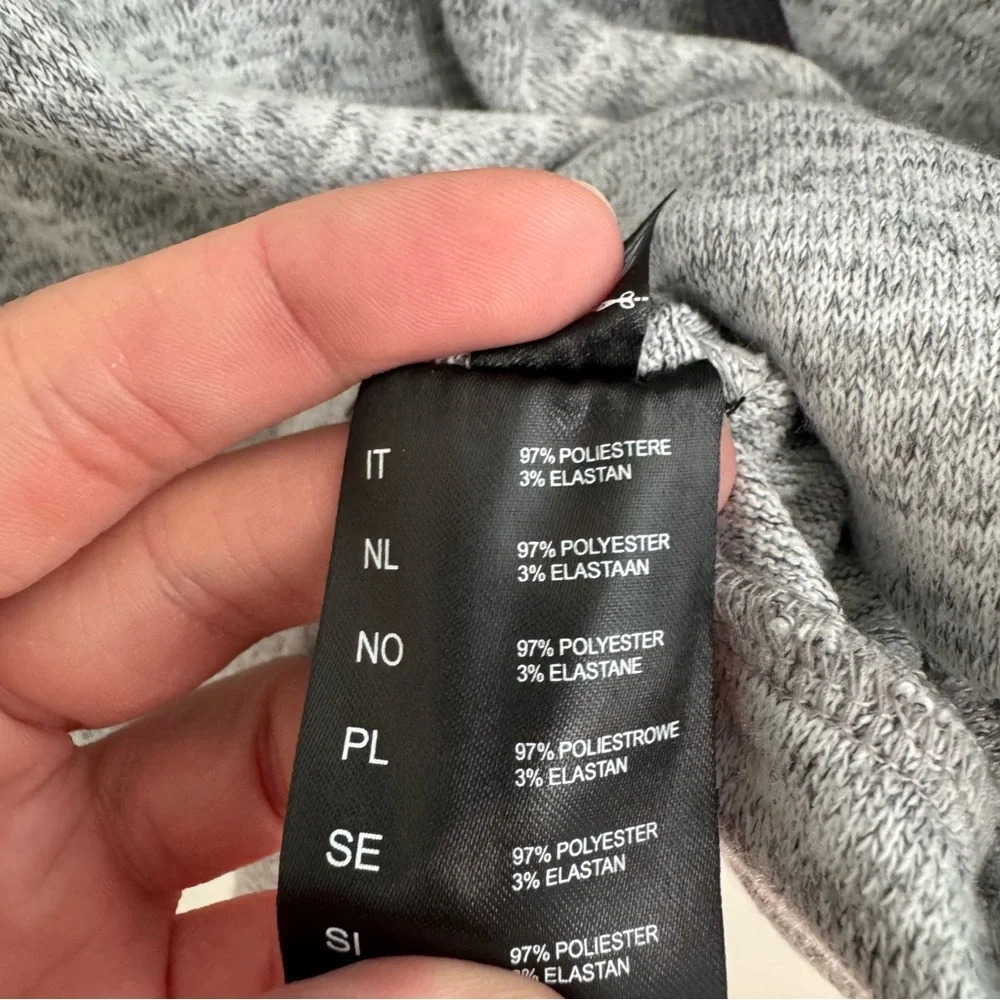 IT 97% POLIESTERE
3% ELASTAN
NL 97% POLYESTER
3% ELASTAAN
NO 97% POLYESTER
3% ELASTANE
PL 97% POLIESTROWE
3% ELASTAN
SE 97% POLYESTER
3% ELASTAN
SI 97% POLIESTER
% ELASTAN